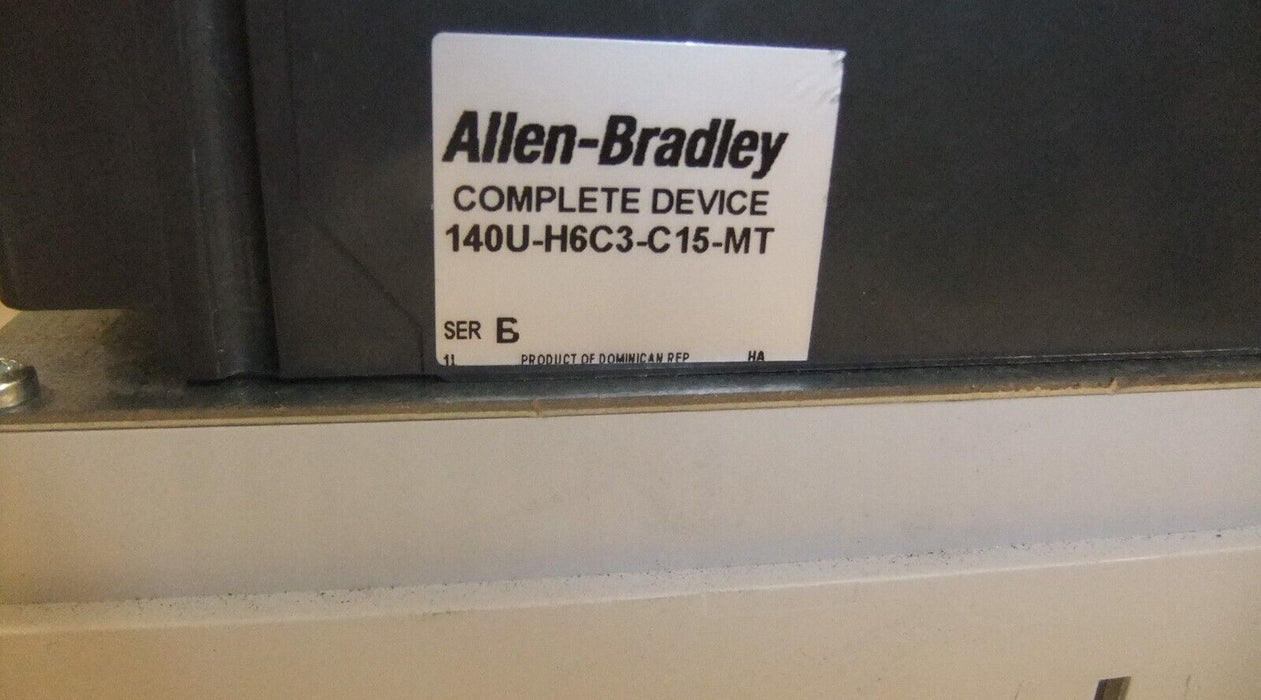 Allen-Bradley
COMPLETE DEVICE
140U-H6C3-C15-MT
SER B
PRODUCT OF DOMINICAN REP
HA